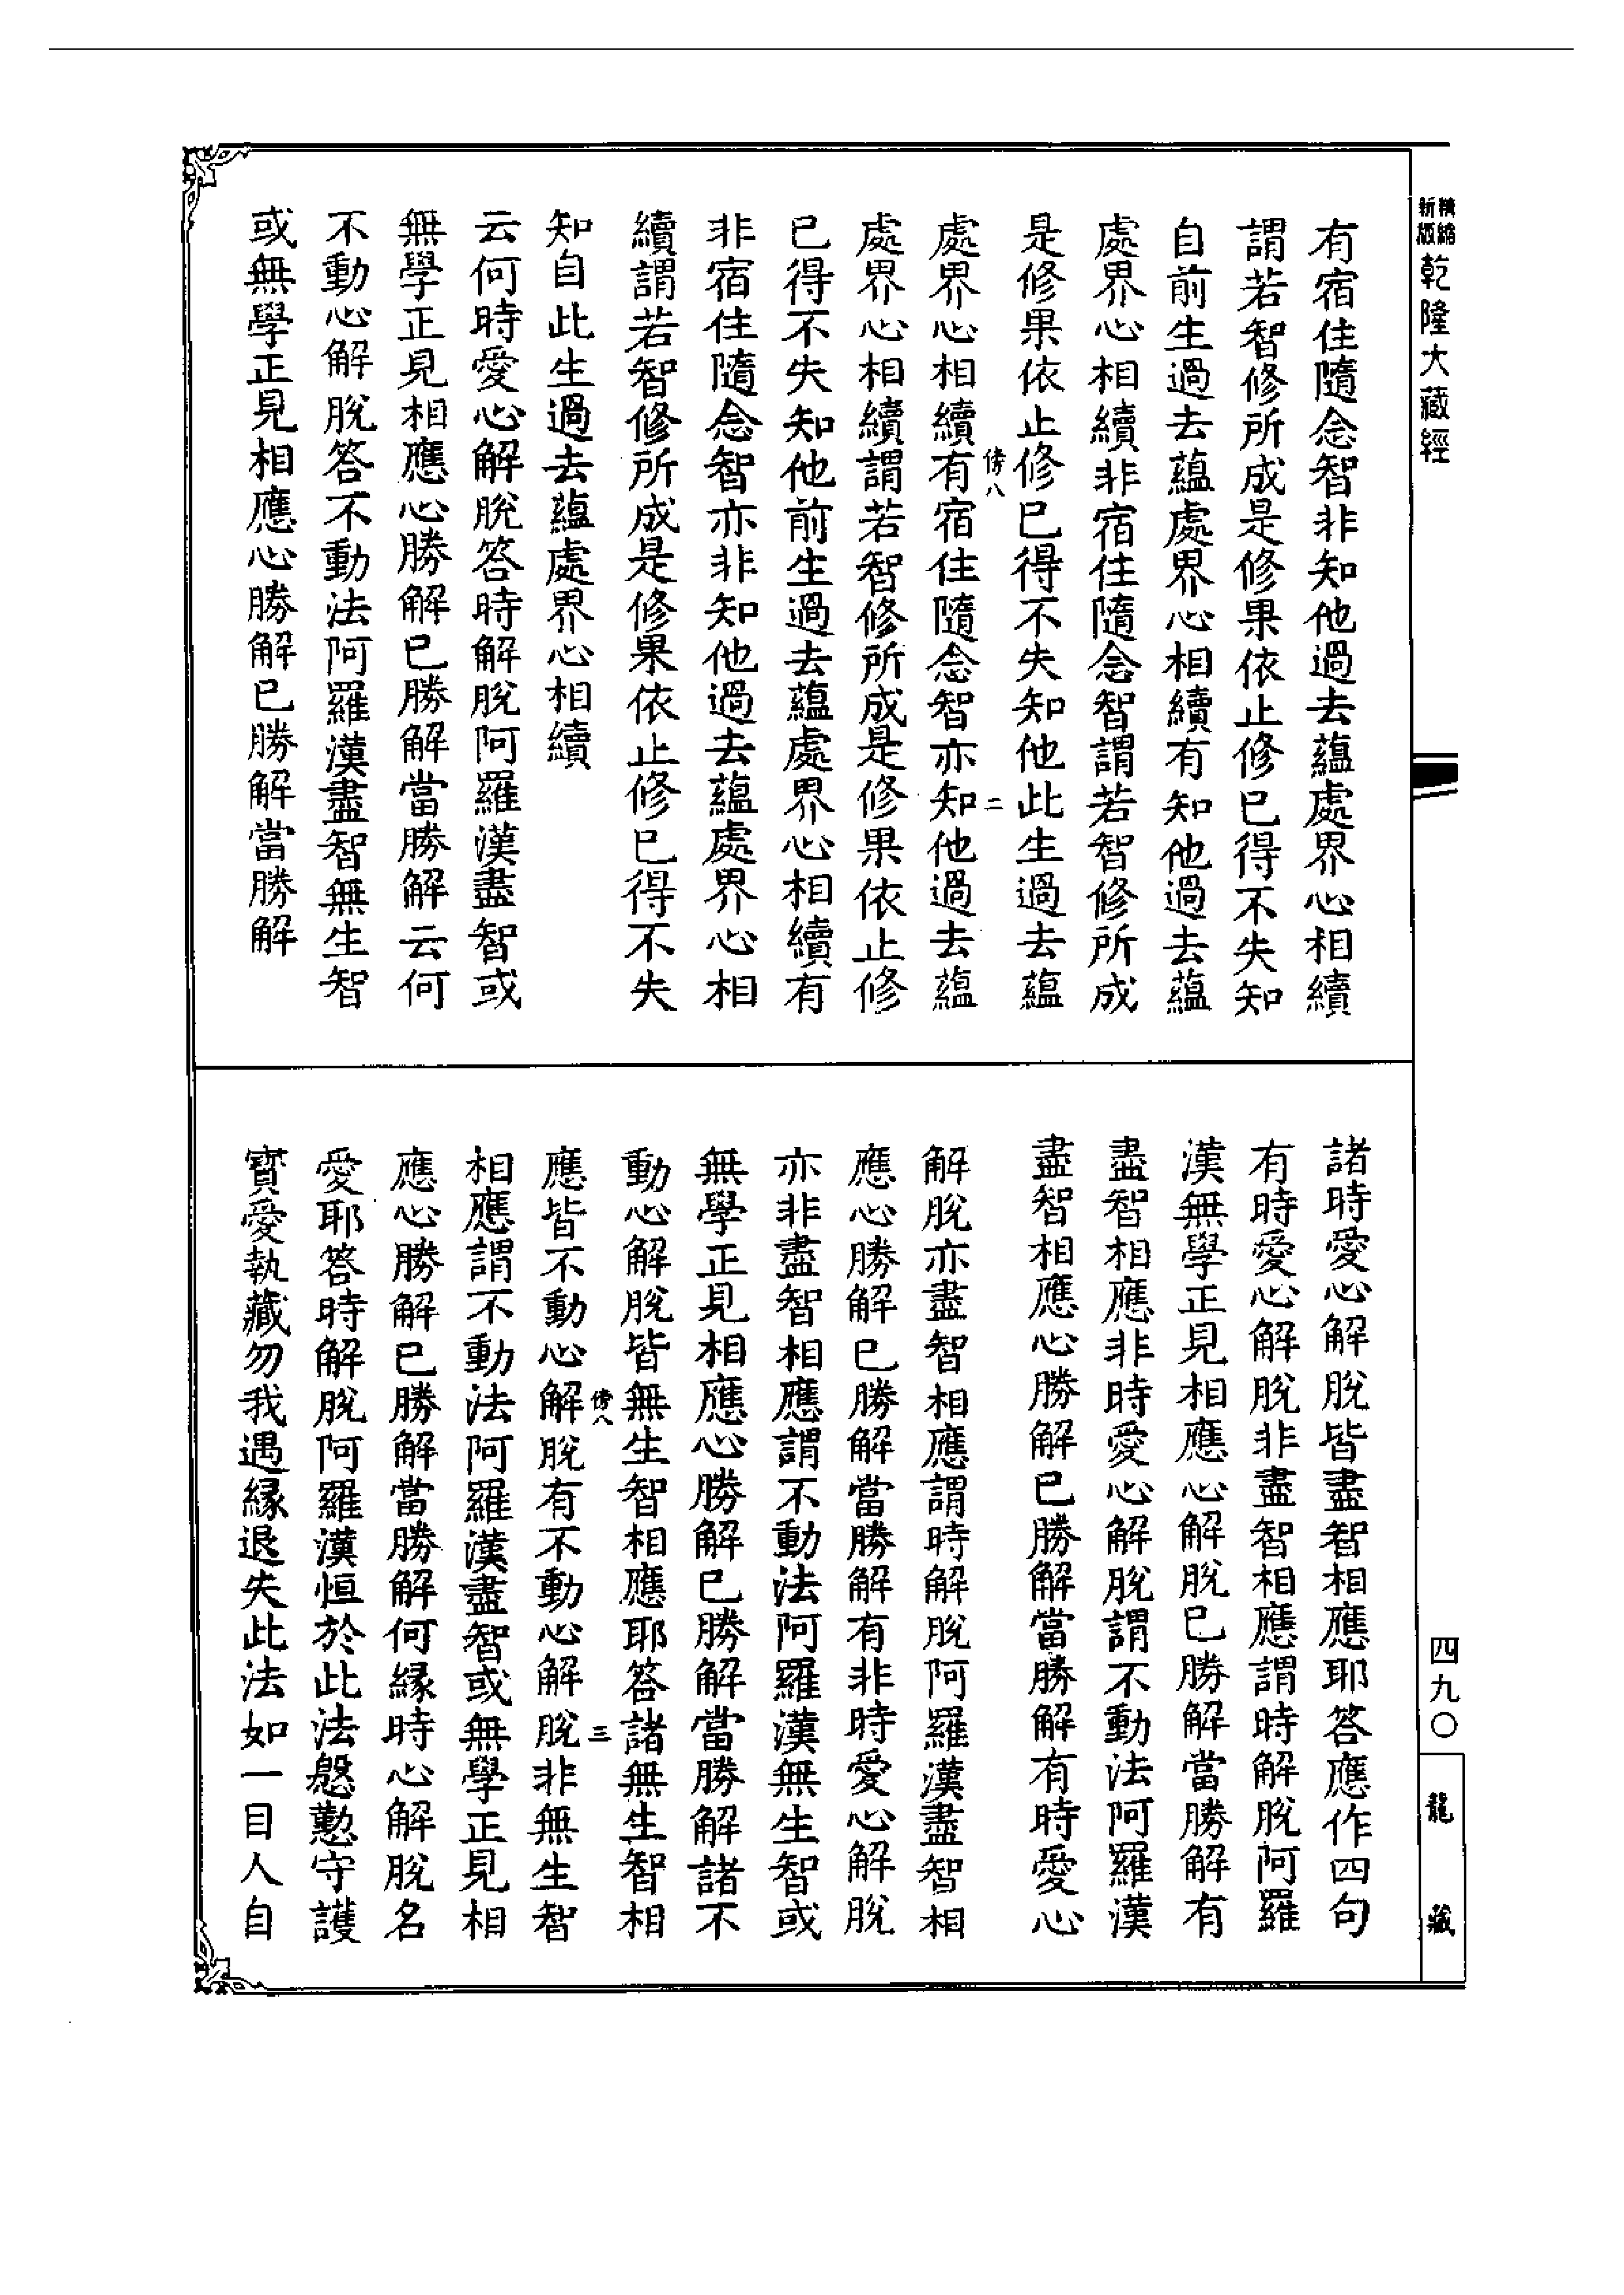 精縮新版乾隆大藏經
有宿住隨念智非知他過去蘊處界心相續
謂若智修所成是修果依止修已得不失知
自前生過去蘊處界心相續有知他過去蘊
處界心相續非宿住隨念智謂若智修所成
是修果依止修已得不失知他此生過去蘊
傍八 二
處界心相續有宿住隨念智亦知他過去蘊
處界心相續謂若智修所成是修果依止修
已得不失知他前生過去蘊處界心相續有
非宿住隨念智亦非知他過去蘊處界心相
續謂若智修所成是修果依止修已得不失
知自此生過去蘊處界心相續
云何時愛心解脫答時解脫阿羅漢盡智或
無學正見相應心勝解已勝解當勝解云何
不動心解脫答不動法阿羅漢盡智無生智
或無學正見相應心勝解已勝解當勝解
諸時愛心解脫皆盡智相應耶答應作四句
有時愛心解脫非盡智相應謂時解脫阿羅
漢無學正見相應心解脫已勝解當勝解有
盡智相應非時愛心解脫謂不動法阿羅漢
盡智相應心勝解已勝解當勝解有時愛心
解脫亦盡智相應謂時解脫阿羅漢盡智相
應心勝解已勝解當勝解有非時愛心解脫
亦非盡智相應謂不動法阿羅漢無生智或
無學正見相應心勝解已勝解當勝解諸不
動心解脫皆無生智相應耶答諸無生智相
傍八 三
應皆不動心解脫有不動心解脫非無生智
相應謂不動法阿羅漢盡智或無學正見相
應心勝解已勝解當勝解何緣時心解脫名
愛耶答時解脫阿羅漢恒於此法慇懃守護
寶愛執藏勿我遇緣退失此法如一目人自
四九〇
龍藏